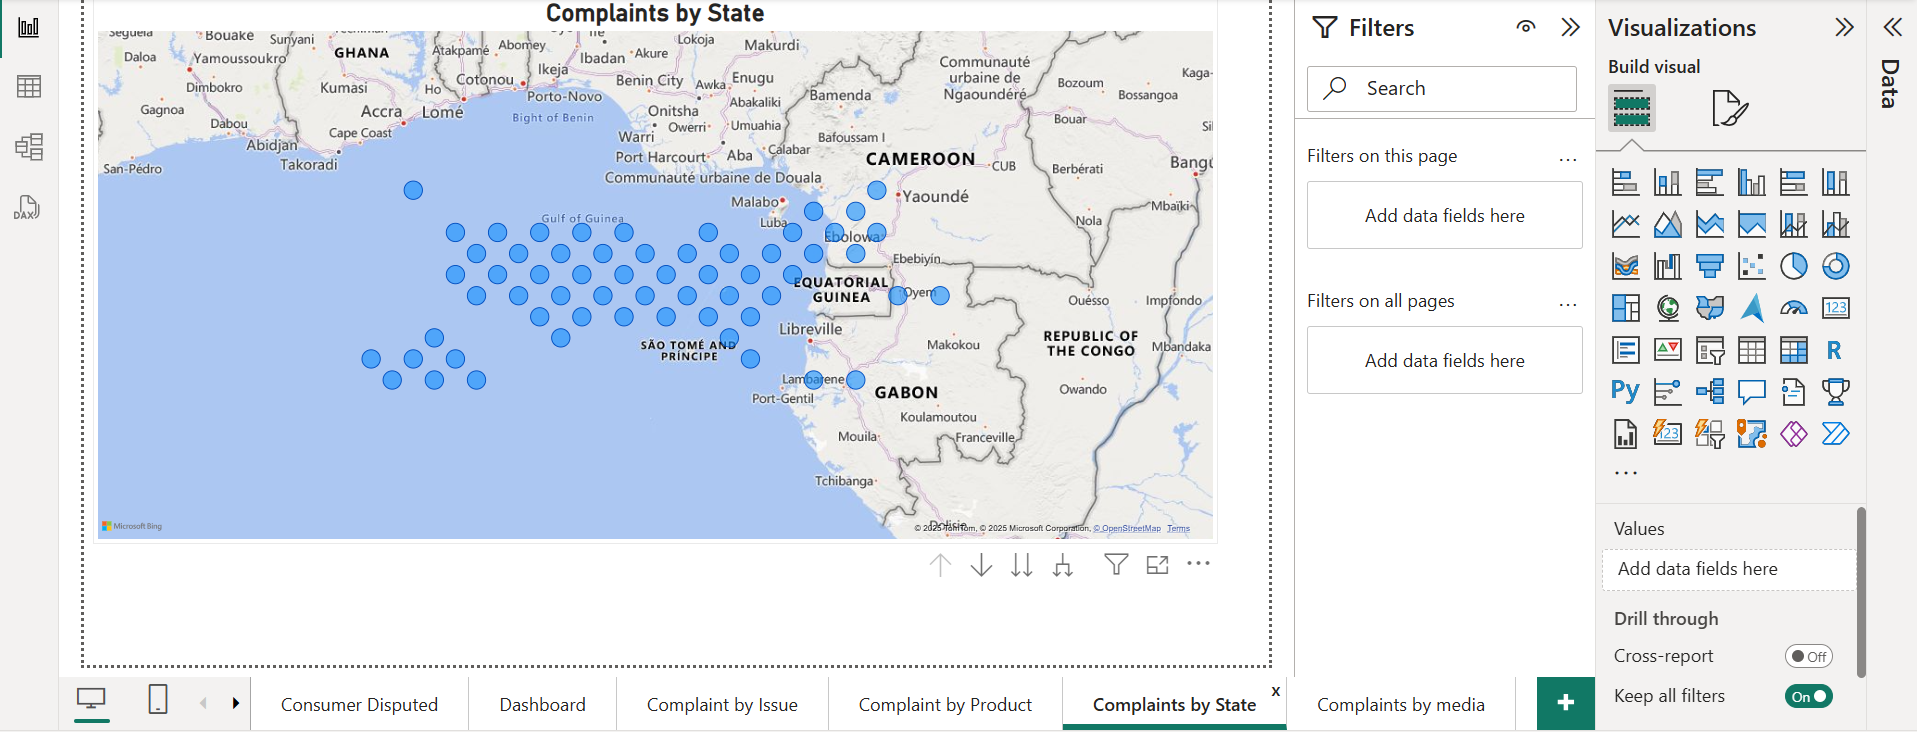 Complaints by State
Bouaké
Sunyani
Daloa
Yamoussoukro
GHANA
Atakpamé
Abomey
Ile
Lokoja
Makurdi
Akure
Ibadan
Dimbokro
Kumasi
Ho
Cotonou
Ikeja
Benin City
Awka
Enugu
Gagnoa
Accra
Lomé
Porto-Novo
Onitsha
Abakaliki
Bamenda
Communauté
urbaine de
Ngaoundéré
Bozoum
Kaga-
Bossangoa
Dabou
Cape Coast
Bight of Benin
Warri
Owerri
Umuahia
Bouar
Abidjan
Takoradi
Port Harcourt
Aba
Calabar
Bafoussam I
San-Pédro
Communauté urbaine de Douala
CAMEROON
CUB
Berbérati
Malabo
Yaoundé
Mbaïki
Gulf of Guinea
Luba
Nola
Ebolowa
Ebebiyín
EQUATORIAL
GUINEA
Oyem
Ouésso
Impfondo
Libreville
SÃO TOMÉ AND
PRÍNCIPE
Makokou
REPUBLIC OF
THE CONGO
Mbandaka
Lambarene
Port-Gentil
GABON
Owando
Koulamoutou
Mouila
Franceville
Tchibanga
Dolisie
Microsoft Bing
© 2025 TomTom, © 2025 Microsoft Corporation, © OpenStreetMap Terms
Filters
Search
Filters on this page
...
Add data fields here
Filters on all pages
...
Add data fields here
Visualizations
Build visual
123
R
Py
123
...
Values
Add data fields here
Drill through
Cross-report
Off
Keep all filters
On
Data
DAX
Consumer Disputed
Dashboard
Complaint by Issue
Complaint by Product
Complaints by State
x
Complaints by media
+